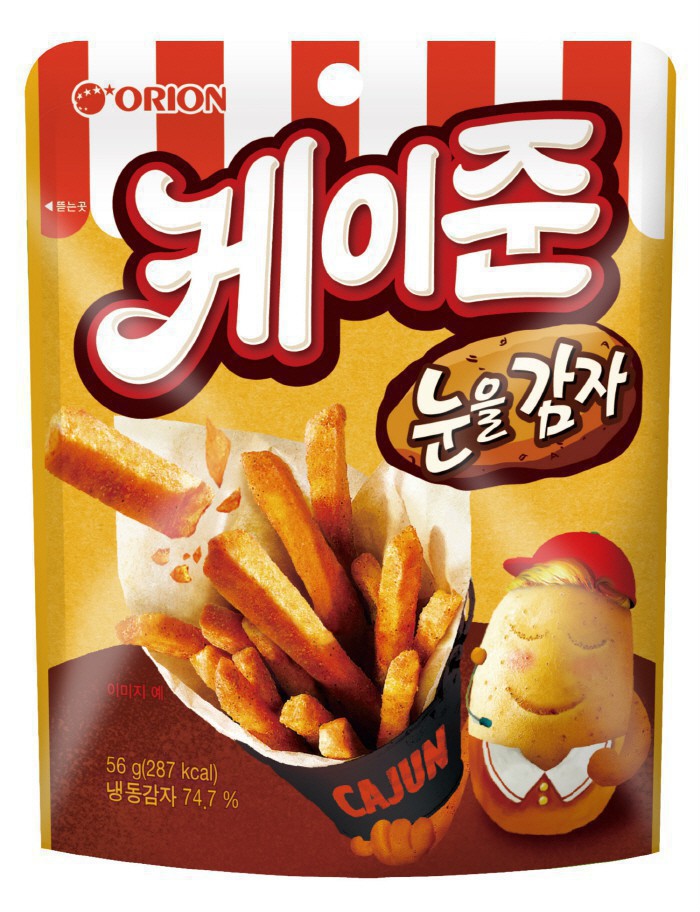 ORION
케이준
◀ 뜯는곳
눈을감자
이미지 예
56 g(287 kcal)
냉동감자 74.7 %
CAJUN